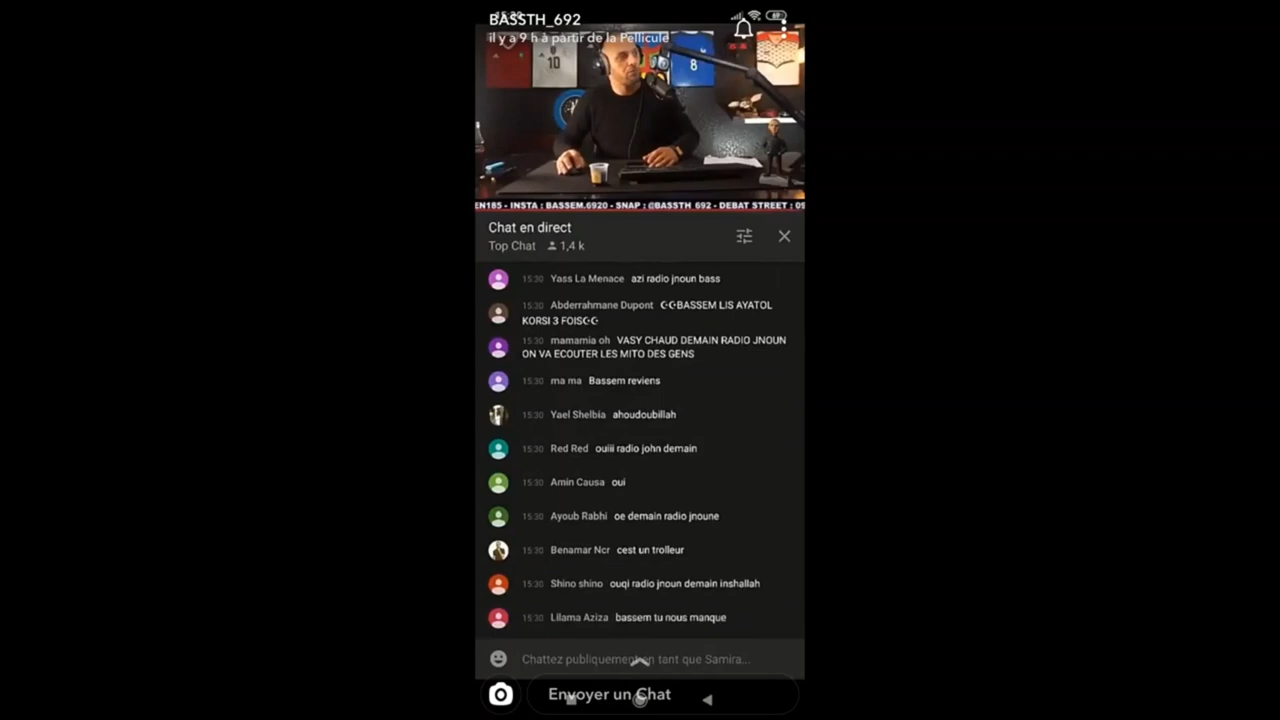 BASSTH_692
15:30
69
il y a 9 h à partir de la Pellicule
10
8
EN185 - INSTA : BASSEM.6920 - SNAP : @BASSTH_692 - DEBAT STREET : 09
Chat en direct
Top Chat 1,4 k
15:30 Yass La Menace azi radio jnoun bass
15:30 Abderrahmane Dupont ☪☪BASSEM LIS AYATOL
KORSI 3 FOIS☪☪
15:30 mamamia oh VASY CHAUD DEMAIN RADIO JNOUN
ON VA ECOUTER LES MITO DES GENS
15:30 ma ma Bassem reviens
15:30 Yael Shelbia ahoudoubillah
15:30 Red Red ouiii radio john demain
15:30 Amin Causa oui
15:30 Ayoub Rabhi oe demain radio jnoune
15:30 Benamar Ncr cest un trolleur
15:30 Shino shino ouqi radio jnoun demain inshallah
15:30 Lilama Aziza bassem tu nous manque
Chattez publiquement en tant que Samira...
Envoyer un Chat